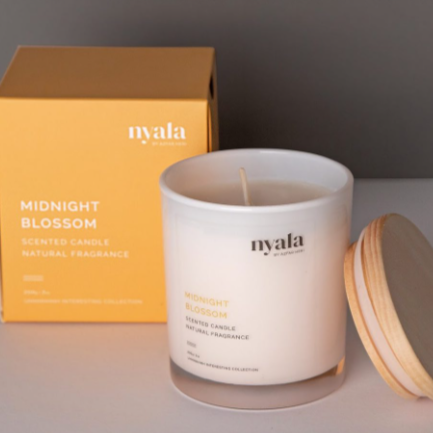 nyala
MIDNIGHT
BLOSSOM
SCENTED CANDLE
NATURAL FRAGRANCE
nyala
MIDNIGHT
BLOSSOM
SCENTED CANDLE
NATURAL FRAGRANCE